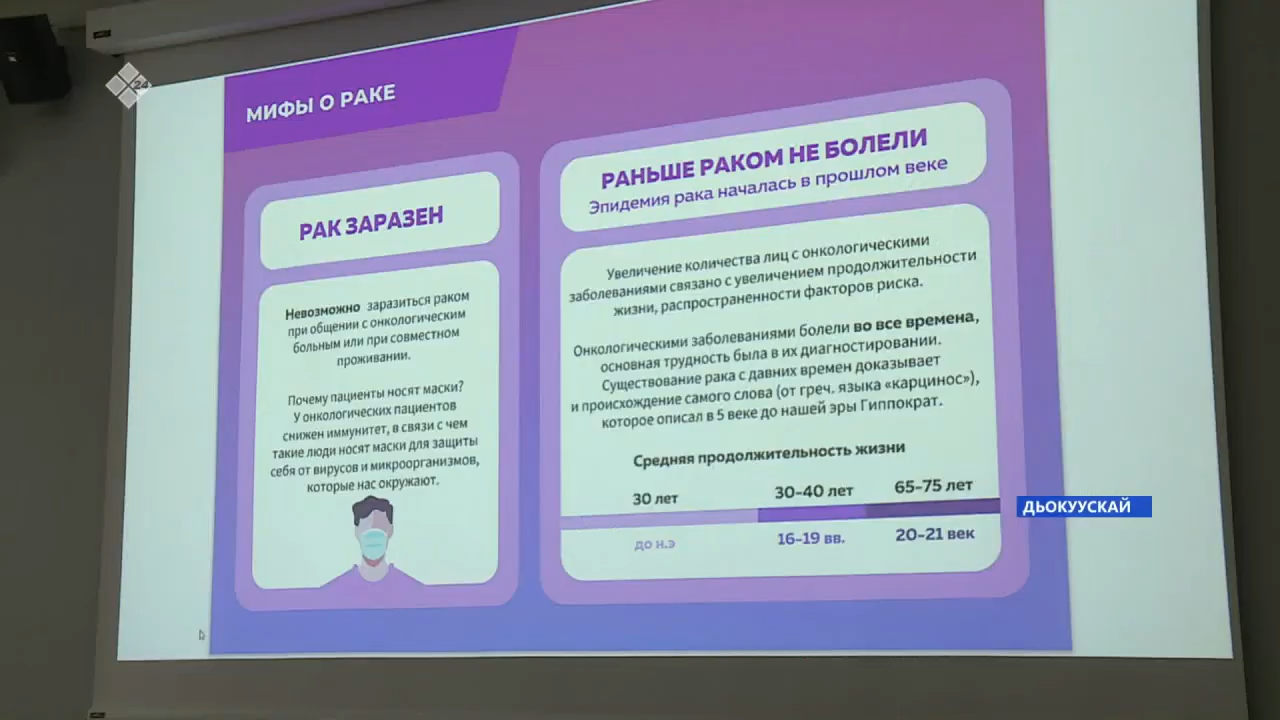 24
МИФЫ О РАКЕ
РАК ЗАРАЗЕН
Невозможно заразиться раком
при общении с онкологическим
больным или при совместном
проживании.
Почему пациенты носят маски?
У онкологических пациентов
снижен иммунитет, в связи с чем
такие люди носят маски для защиты
себя от вирусов и микроорганизмов,
которые нас окружают.
РАНЬШЕ РАКОМ НЕ БОЛЕЛИ
Эпидемия рака началась в прошлом веке
Увеличение количества лиц с онкологическими
заболеваниями связано с увеличением продолжительности
жизни, распространенности факторов риска.
Онкологическими заболеваниями болели во все времена,
основная трудность была в их диагностировании.
Существование рака с давних времен доказывает
и происхождение самого слова (от греч. языка «карцинос»),
которое описал в 5 веке до нашей эры Гиппократ.
Средняя продолжительность жизни
30 лет 30-40 лет 65-75 лет
до н.э 16-19 вв. 20-21 век
ДЬОКУУСКАЙ